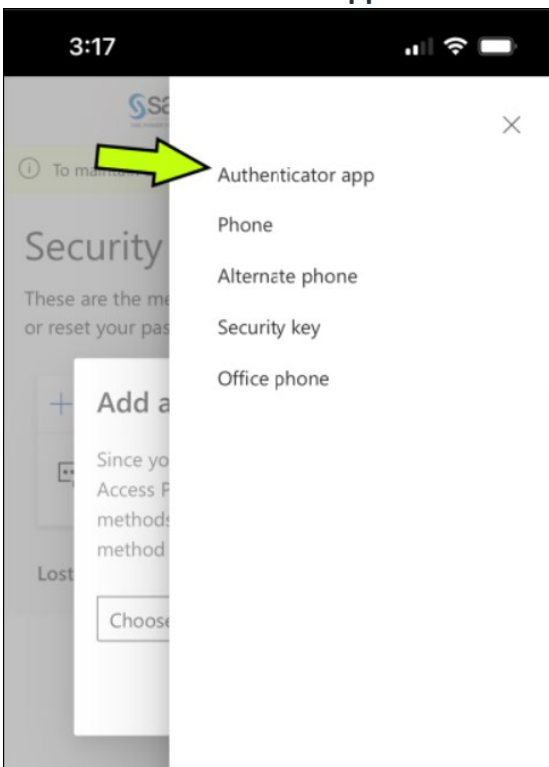 3:17
Authenticator app
Phone
Alternate phone
Security key
Office phone
To
Security
These are the me
or reset your pas
Add a
Since yo
Access P
methods
method
Lost
Choose